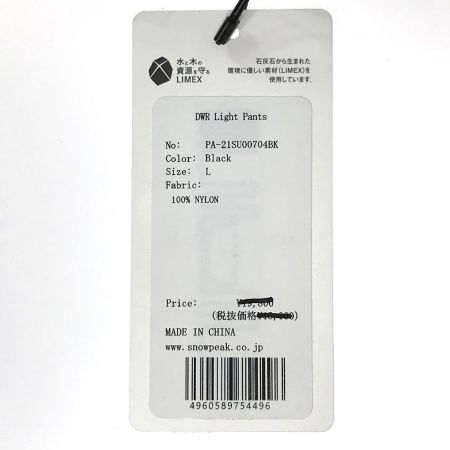 水と木の
資源を守る
LIMEX
石灰石から生まれた
環境に優しい素材(LIMEX)を
使用しています.
DWR Light Pants
No: PA-21SU00704BK
Color: Black
Size: L
Fabric:
100% NYLON
Price: ¥19,800
(税抜価格)
MADE IN CHINA
www.snowpeak.co.jp
4960589754496